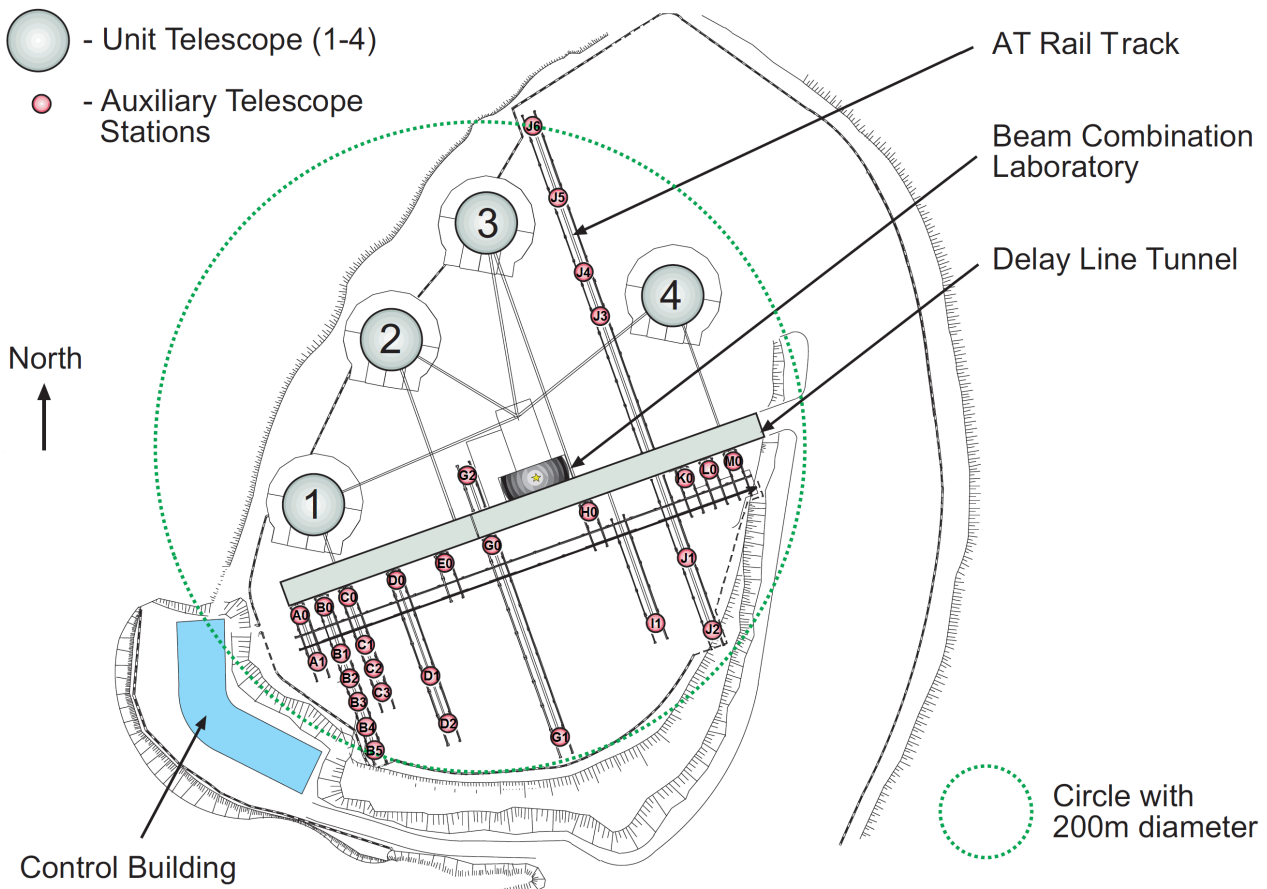 - Unit Telescope (1-4)
- Auxiliary Telescope
Stations
AT Rail Track
Beam Combination
Laboratory
Delay Line Tunnel
North
J6
J5
3
J4
4
J3
2
M0
L0
K0
G2
1
H0
G0
J1
E0
D0
C0
B0
A0
I1
J2
C1
B1
A1
C2
D1
B2
C3
B3
D2
B4
G1
B5
Circle with
200m diameter
Control Building